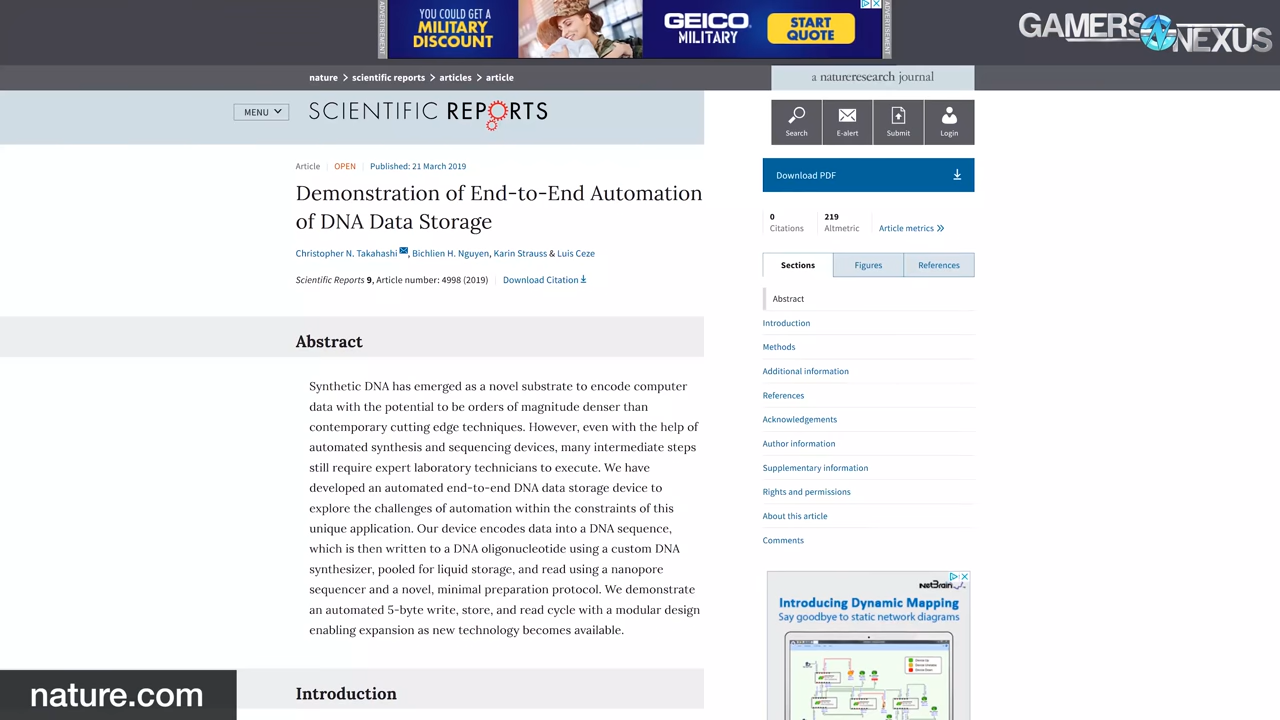 ADVERTISEMENT
YOU COULD GET A
MILITARY
DISCOUNT
GEICO
MILITARY
START
QUOTE
ADVERTISEMENT
GAMERS NEXUS
nature > scientific reports > articles > article
a natureresearch journal
MENU
SCIENTIFIC REPORTS
Search
E-alert
Submit
Login
Article | OPEN | Published: 21 March 2019
Demonstration of End-to-End Automation
of DNA Data Storage
Christopher N. Takahashi, Bichlien H. Nguyen, Karin Strauss & Luis Ceze
Scientific Reports 9, Article number: 4998 (2019) | Download Citation
Abstract
Synthetic DNA has emerged as a novel substrate to encode computer
data with the potential to be orders of magnitude denser than
contemporary cutting edge techniques. However, even with the help of
automated synthesis and sequencing devices, many intermediate steps
still require expert laboratory technicians to execute. We have
developed an automated end-to-end DNA data storage device to
explore the challenges of automation within the constraints of this
unique application. Our device encodes data into a DNA sequence,
which is then written to a DNA oligonucleotide using a custom DNA
synthesizer, pooled for liquid storage, and read using a nanopore
sequencer and a novel, minimal preparation protocol. We demonstrate
an automated 5-byte write, store, and read cycle with a modular design
enabling expansion as new technology becomes available.
Introduction
Download PDF
0
Citations
219
Altmetric
Article metrics
Sections
Figures
References
Abstract
Introduction
Methods
Additional information
References
Acknowledgements
Author information
Supplementary information
Rights and permissions
About this article
Comments
NetBrain
Introducing Dynamic Mapping
Say goodbye to static network diagrams
nature.com